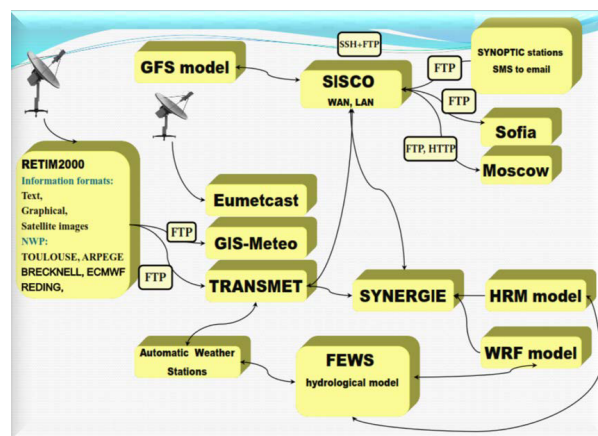 SSH+FTP
GFS model
SISCO
WAN, LAN
FTP
SYNOPTIC stations
SMS to email
FTP
Sofia
FTP, HTTP
Moscow
RETIM2000
Information formats:
Text,
Graphical,
Satellite images
NWP:
TOULOUSE, ARPEGE
BRECKNELL, ECMWF
REDING,
Eumetcast
FTP
GIS-Meteo
FTP
TRANSMET
SYNERGIE
HRM model
Automatic Weather
Stations
FEWS
hydrological model
WRF model